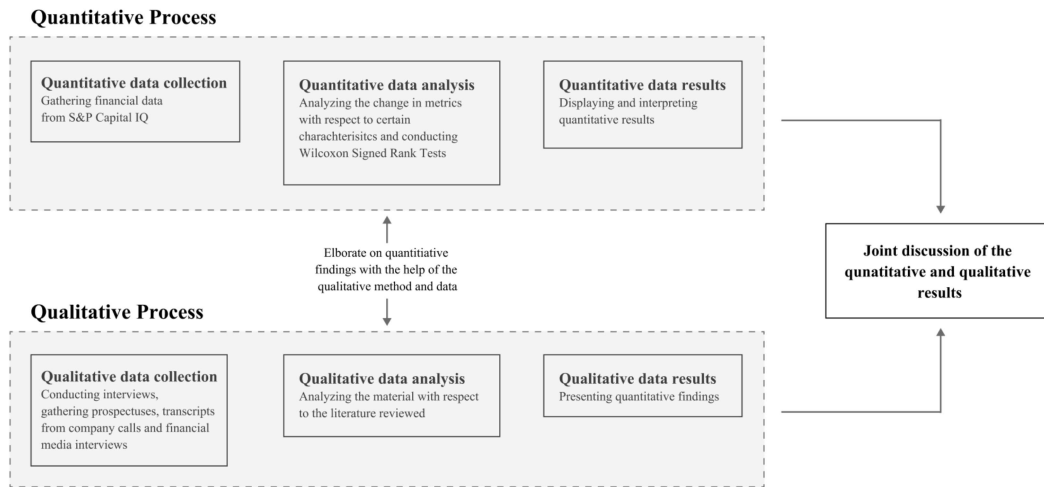 Quantitative Process
Quantitative data collection
Gathering financial data
from S&P Capital IQ
Quantitative data analysis
Analyzing the change in metrics
with respect to certain
charachterisitcs and conducting
Wilcoxon Signed Rank Tests
Quantitative data results
Displaying and interpreting
quantitative results
Elborate on quantitiative
findings with the help of the
qualitative method and data
Joint discussion of the
qunatitative and qualitative
results
Qualitative Process
Qualitative data collection
Conducting interviews,
gathering prospectuses, transcripts
from company calls and financial
media interviews
Qualitative data analysis
Analyzing the material with respect
to the literature reviewed
Qualitative data results
Presenting quantitative findings